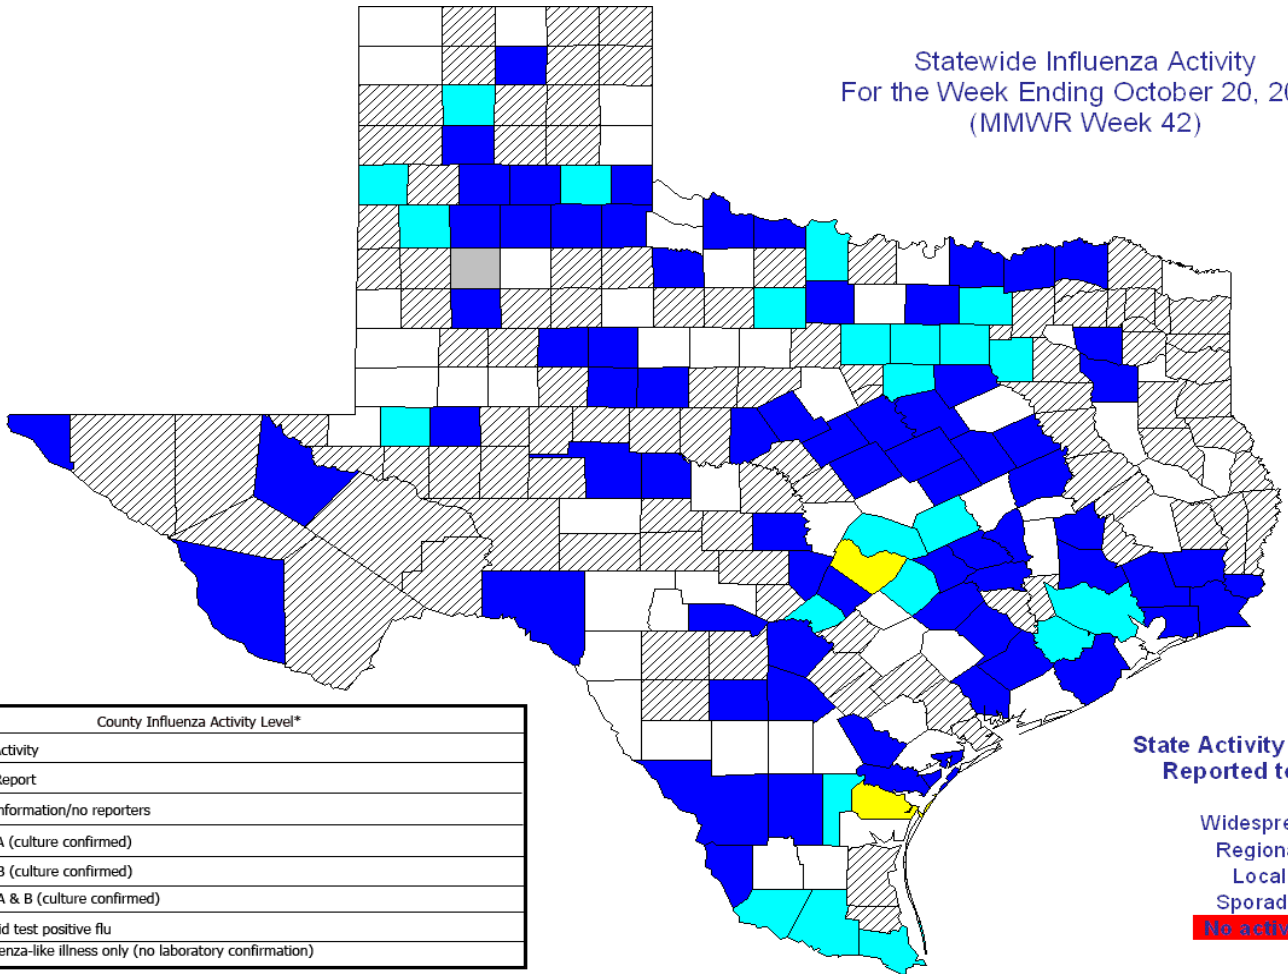 Statewide Influenza Activity
For the Week Ending October 20, 20
(MMWR Week 42)
County Influenza Activity Level*
ctivity
Report
nformation/no reporters
A (culture confirmed)
B (culture confirmed)
A & B (culture confirmed)
id test positive flu
enza-like illness only (no laboratory confirmation)
State Activity
Reported to
Widespre
Regiona
Local
Sporad
No activ